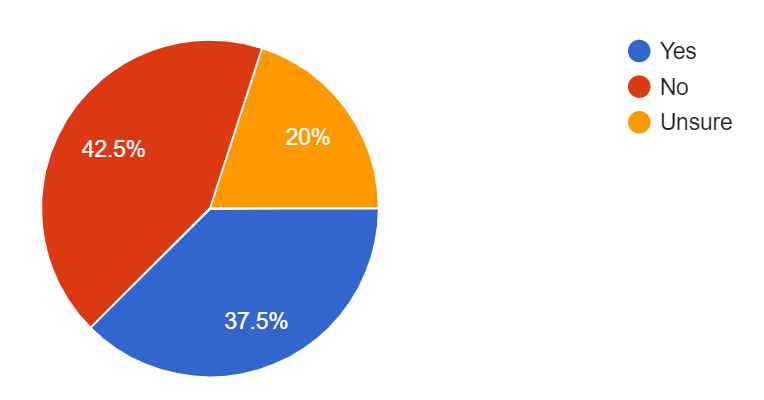 Yes
No
Unsure
42.5%
20%
37.5%